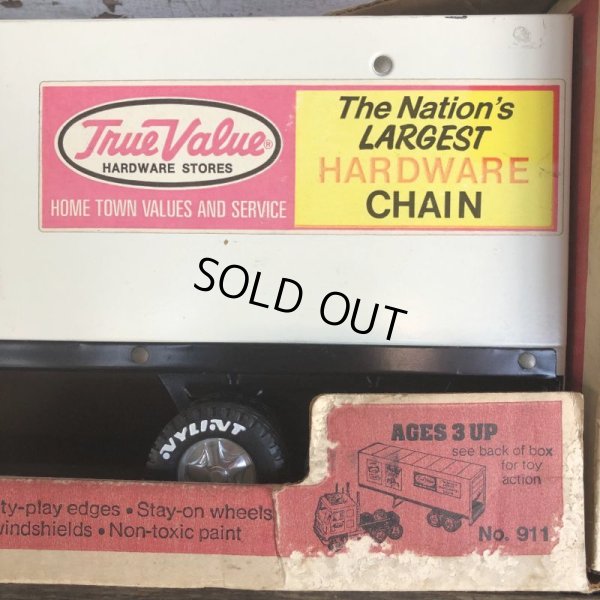 True Value®
HARDWARE STORES
HOME TOWN VALUES AND SERVICE
The Nation's
LARGEST
HARDWARE
CHAIN
SOLD OUT
NYLINT
AGES 3 UP
see back of box
for toy
action
No. 911
ty-play edges • Stay-on wheels
windshields • Non-toxic paint